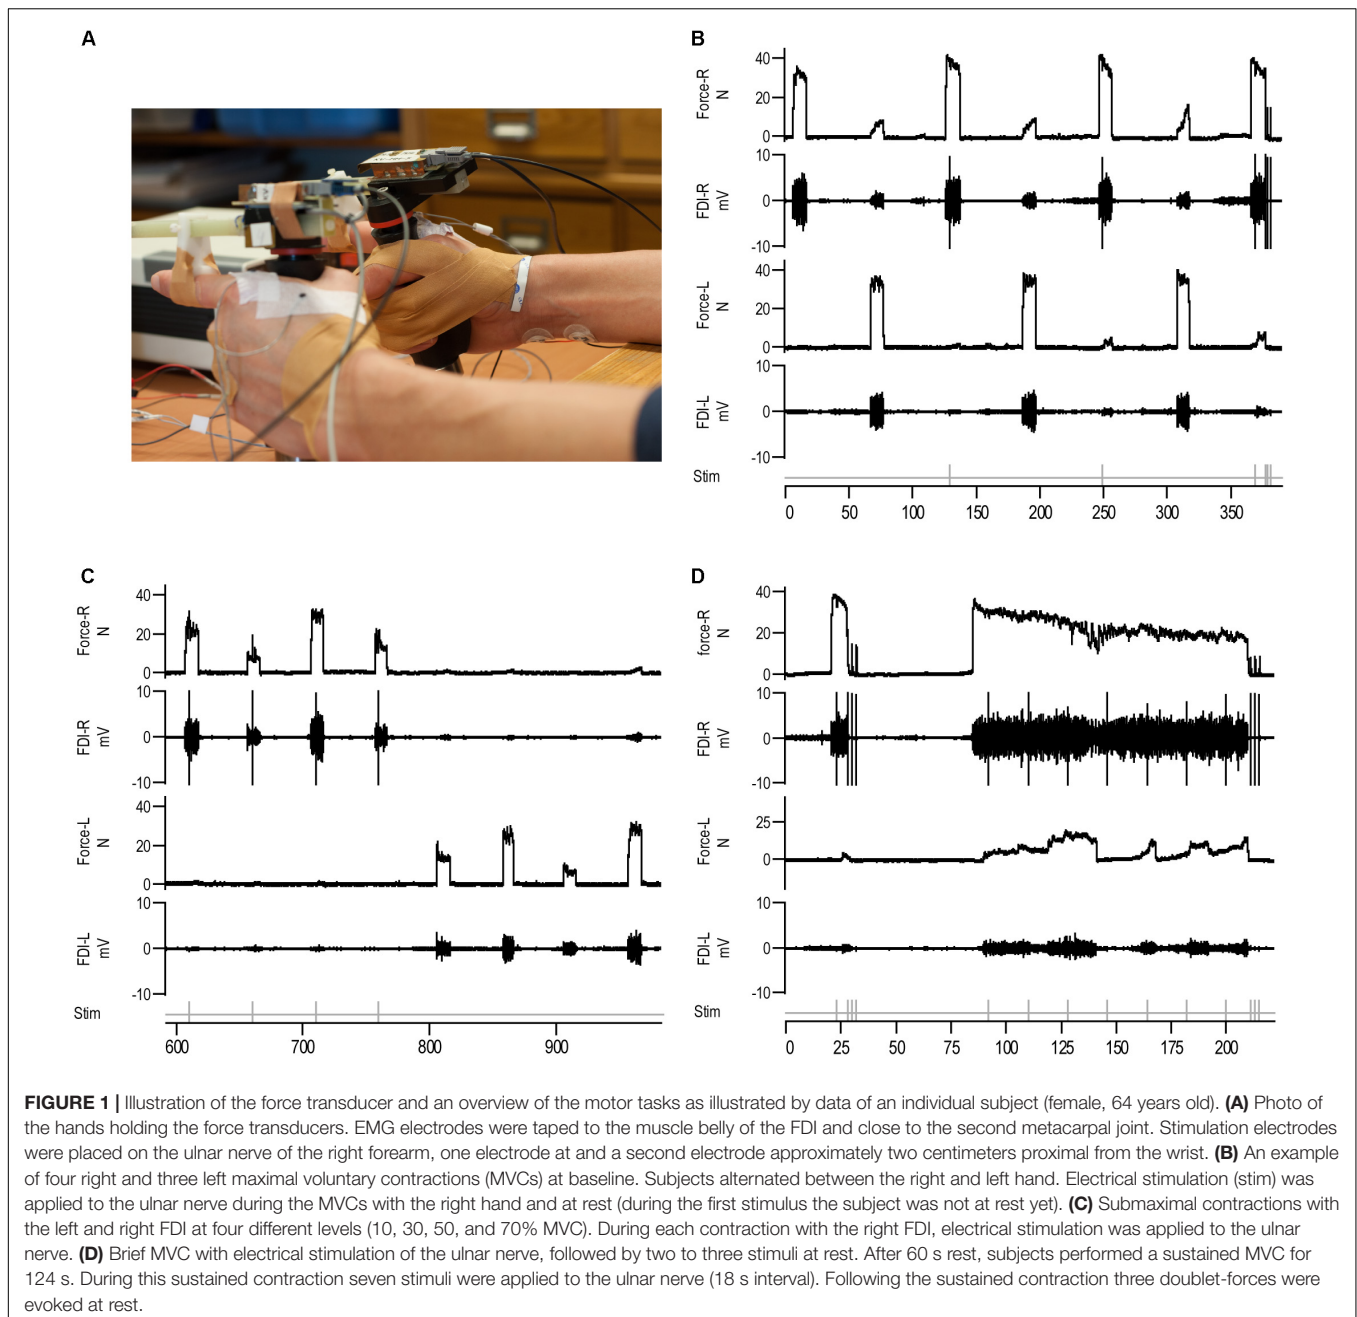 A
B
40
20
0
Force-R
N
10
0
-10
FDI-R
mV
40
20
0
Force-L
N
10
0
-10
FDI-L
mV
Stim
0 50 100 150 200 250 300 350
C
40
20
0
Force-R
N
10
0
-10
FDI-R
mV
40
20
0
Force-L
N
10
0
-10
FDI-L
mV
Stim
600 700 800 900
D
40
20
0
force-R
N
10
0
-10
FDI-R
mV
25
0
Force-L
N
10
0
-10
FDI-L
mV
Stim
0 25 50 75 100 125 150 175 200
FIGURE 1 | Illustration of the force transducer and an overview of the motor tasks as illustrated by data of an individual subject (female, 64 years old). (A) Photo of
the hands holding the force transducers. EMG electrodes were taped to the muscle belly of the FDI and close to the second metacarpal joint. Stimulation electrodes
were placed on the ulnar nerve of the right forearm, one electrode at and a second electrode approximately two centimeters proximal from the wrist. (B) An example
of four right and three left maximal voluntary contractions (MVCs) at baseline. Subjects alternated between the right and left hand. Electrical stimulation (stim) was
applied to the ulnar nerve during the MVCs with the right hand and at rest (during the first stimulus the subject was not at rest yet). (C) Submaximal contractions with
the left and right FDI at four different levels (10, 30, 50, and 70% MVC). During each contraction with the right FDI, electrical stimulation was applied to the ulnar
nerve. (D) Brief MVC with electrical stimulation of the ulnar nerve, followed by two to three stimuli at rest. After 60 s rest, subjects performed a sustained MVC for
124 s. During this sustained contraction seven stimuli were applied to the ulnar nerve (18 s interval). Following the sustained contraction three doublet-forces were
evoked at rest.